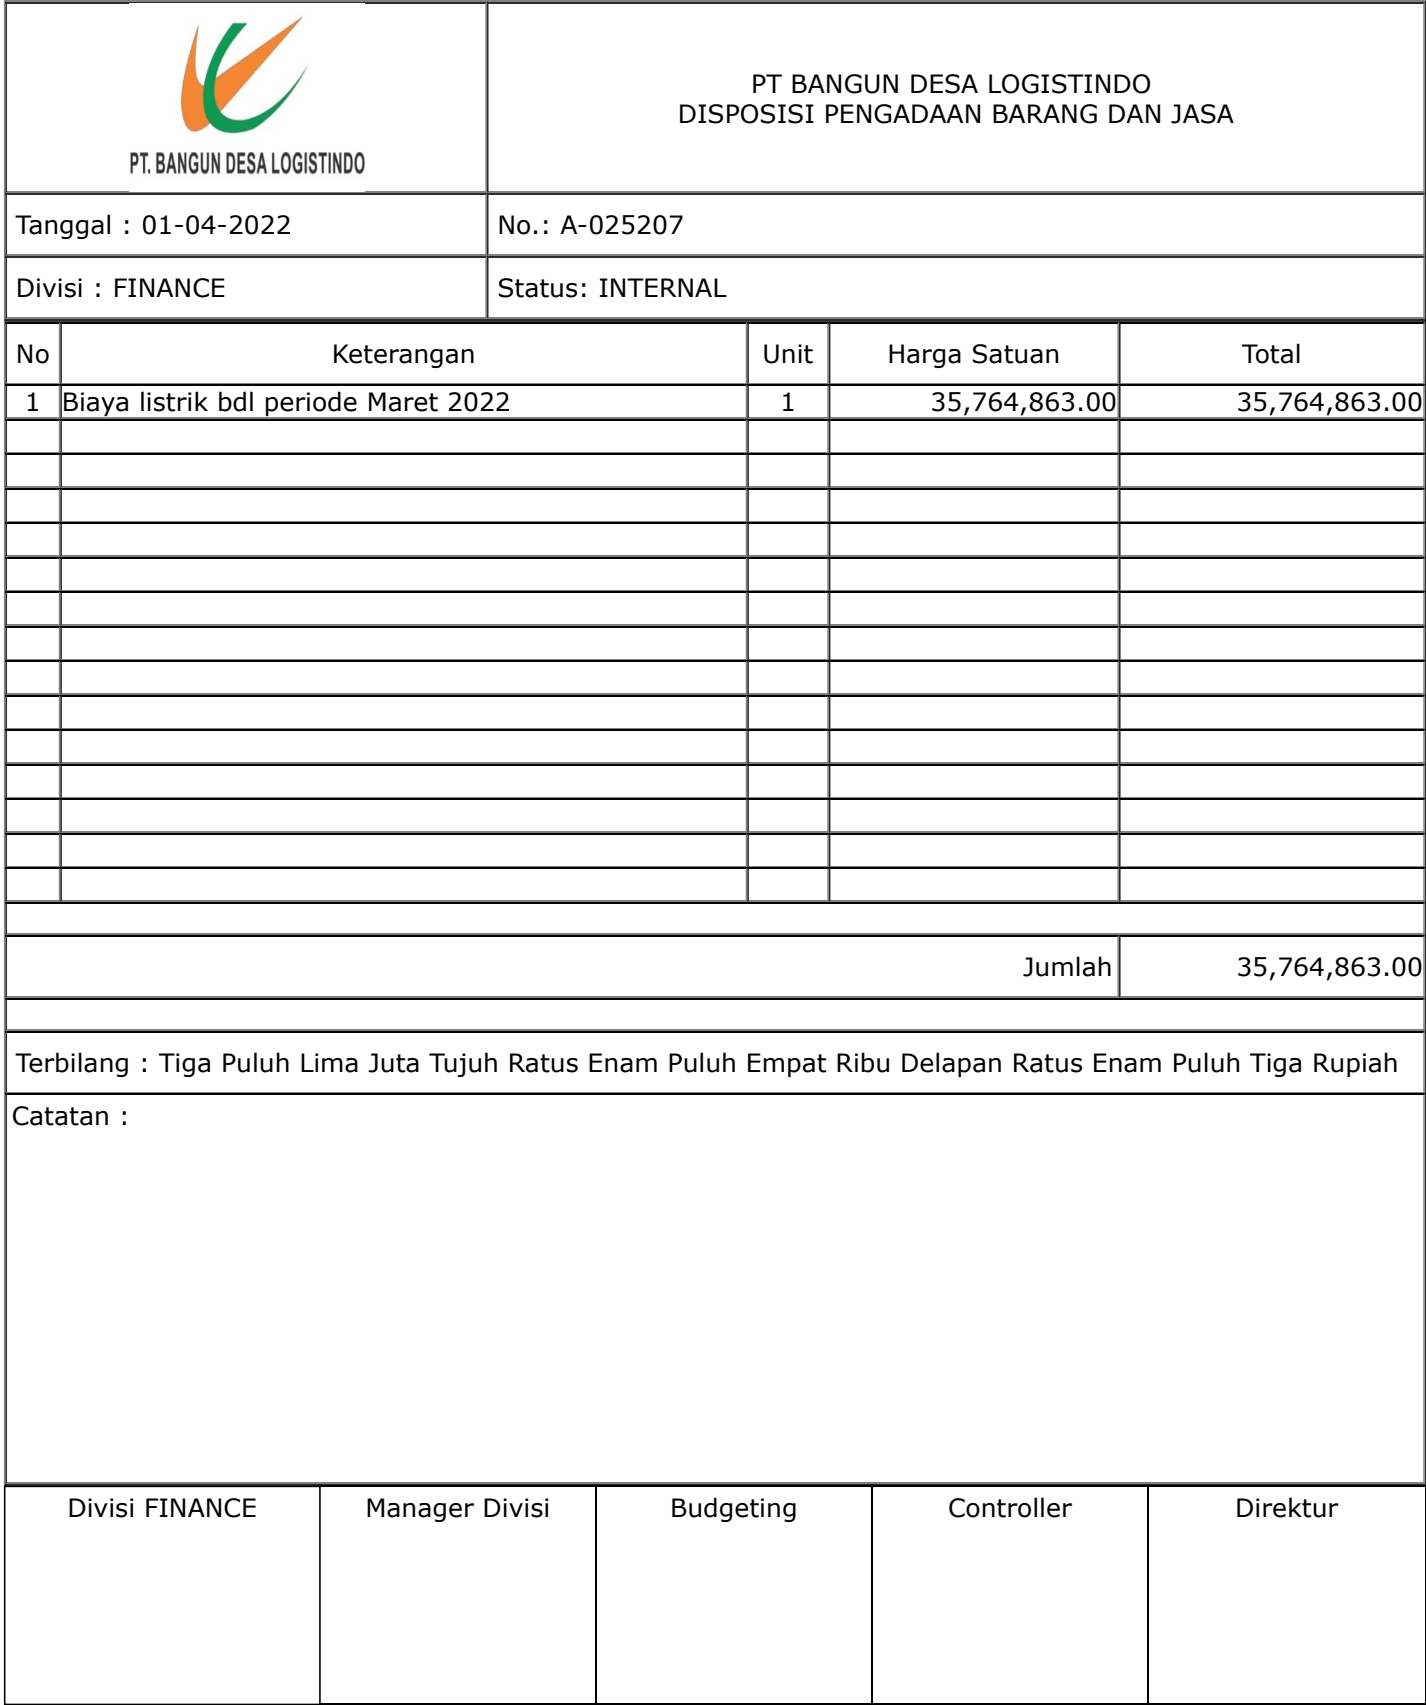 PT. BANGUN DESA LOGISTINDO
PT BANGUN DESA LOGISTINDO
DISPOSISI PENGADAAN BARANG DAN JASA
Tanggal : 01-04-2022
No.: A-025207
Divisi : FINANCE
Status: INTERNAL
No Keterangan Unit Harga Satuan Total
1 Biaya listrik bdl periode Maret 2022 1 35,764,863.00 35,764,863.00
Jumlah 35,764,863.00
Terbilang : Tiga Puluh Lima Juta Tujuh Ratus Enam Puluh Empat Ribu Delapan Ratus Enam Puluh Tiga Rupiah
Catatan :
Divisi FINANCE Manager Divisi Budgeting Controller Direktur